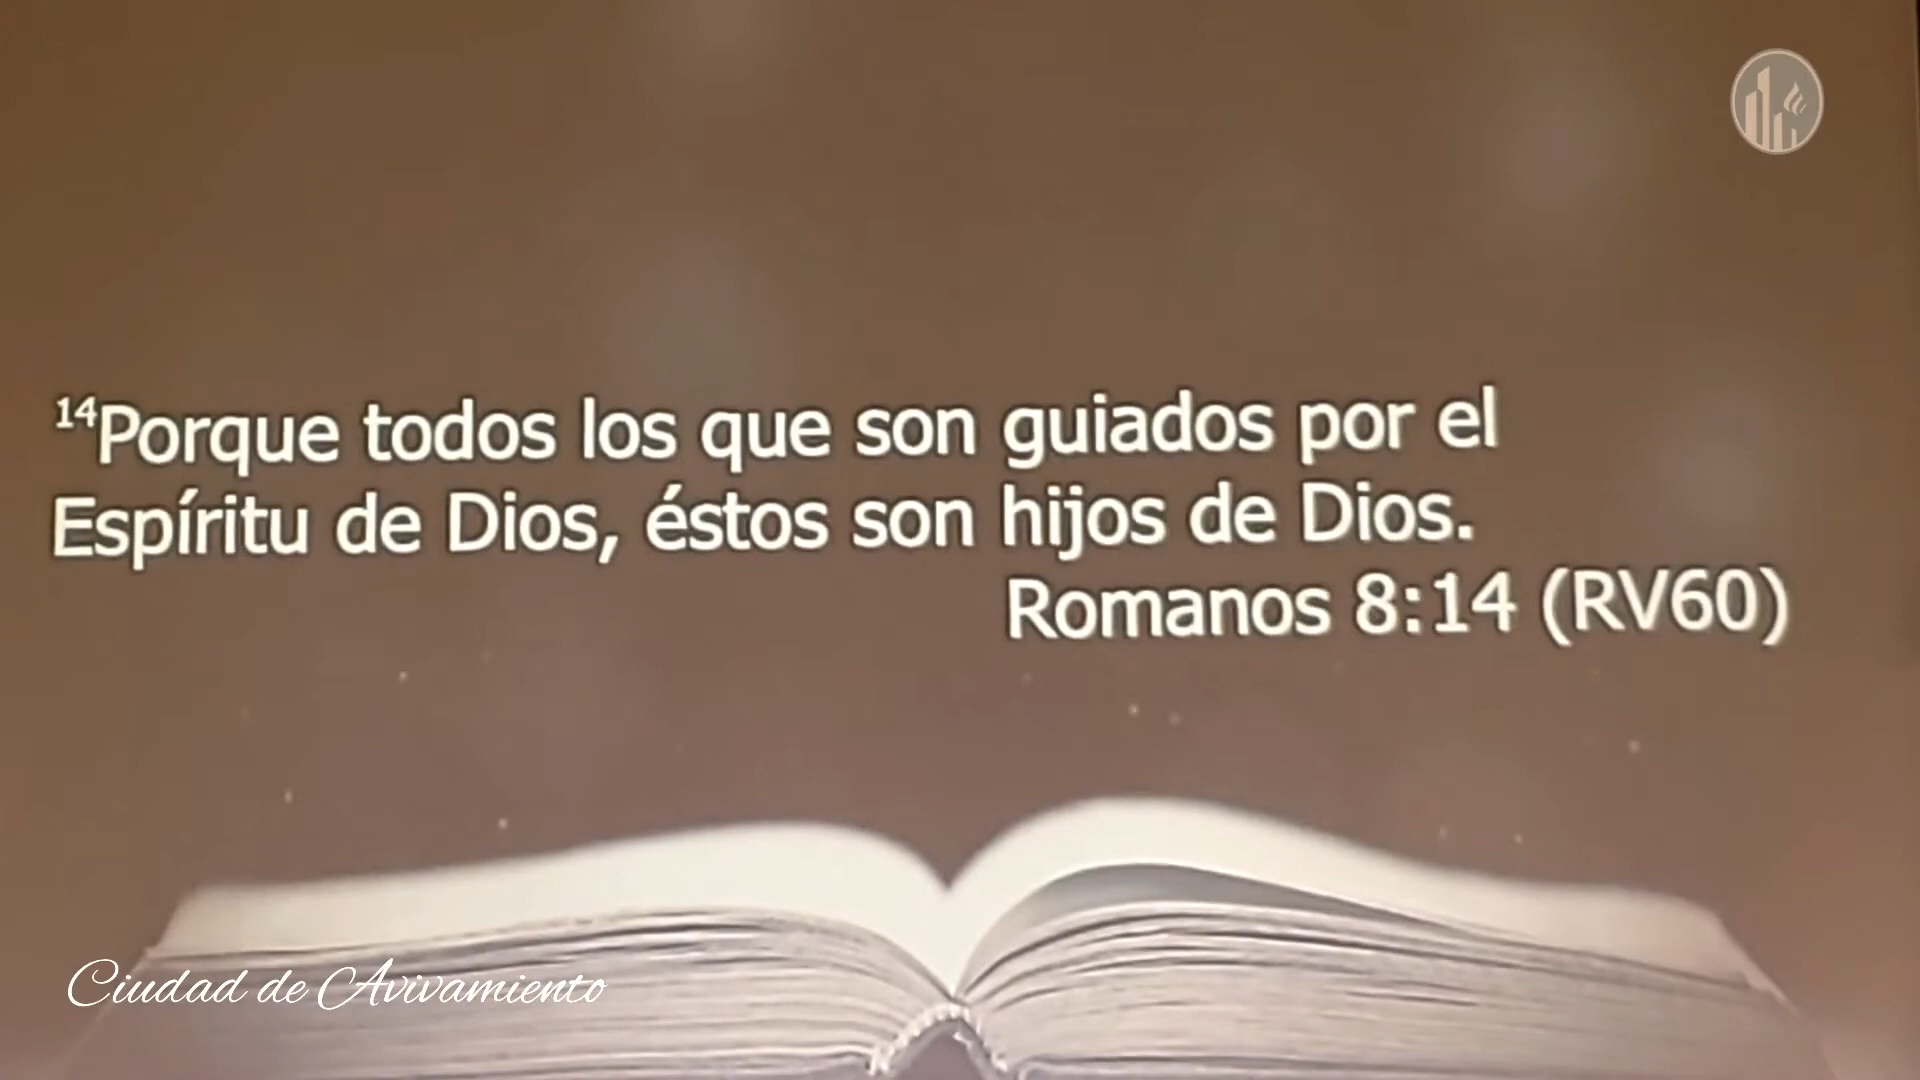 ¹⁴Porque todos los que son guiados por el
Espíritu de Dios, éstos son hijos de Dios.
Romanos 8:14 (RV60)
Ciudad de Avivamiento